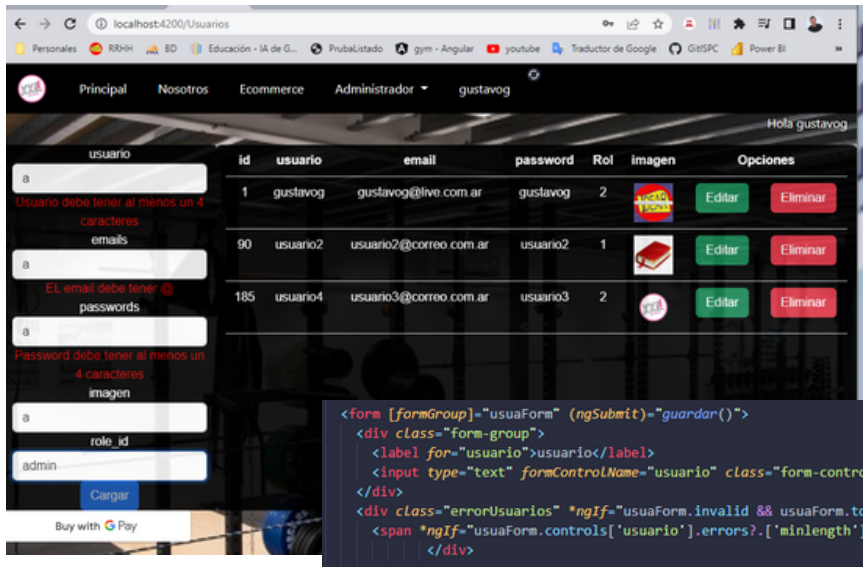 localhost:4200/Usuarios
Personales RRHH BD Educación - IA de G... PrubaListado gym - Angular youtube Traductor de Google GitISPC Power BI »
Principal Nosotros Ecommerce Administrador gustavog
Hola gustavog
usuario
a
Usuario debe tener al menos un 4
caracteres
emails
a
EL email debe tener @
passwords
a
Password debe tener al menos un
4 caracteres
imagen
a
role_id
admin
Cargar
Buy with G Pay
id usuario email password Rol imagen Opciones
1 gustavog gustavog@live.com.ar gustavog 2 Editar Eliminar
90 usuario2 usuario2@correo.com.ar usuario2 1 Editar Eliminar
185 usuario4 usuario3@correo.com.ar usuario3 2 Editar Eliminar
<form [formGroup]="usuaForm" (ngSubmit)="guardar()">
<div class="form-group">
<label for="usuario">usuario</label>
<input type="text" formControlName="usuario" class="form-contro
</div>
<div class="errorUsuarios" *ngIf="usuaForm.invalid && usuaForm.to
<span *ngIf="usuaForm.controls['usuario'].errors?.['minlength']
</div>